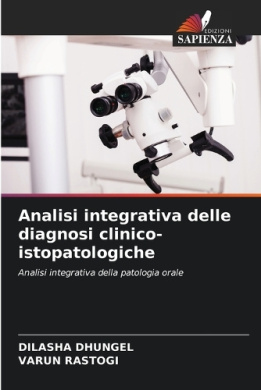 EDIZIONI
SAPIENZA
Analisi integrativa delle
diagnosi clinico-
istopatologiche
Analisi integrativa della patologia orale
DILASHA DHUNGEL
VARUN RASTOGI